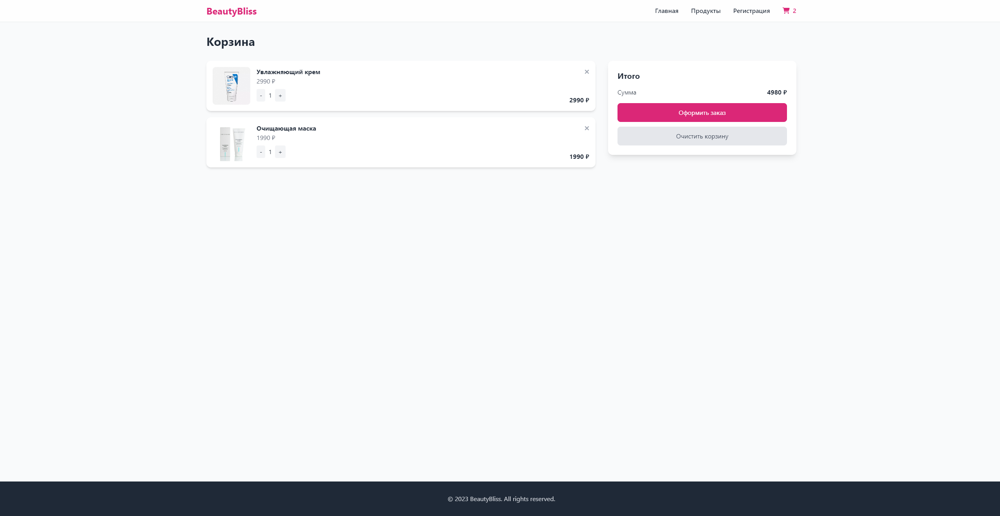 BeautyBliss
Главная Продукты Регистрация 2
Корзина
Увлажняющий крем
2990 ₽
- 1 +
2990 ₽
Очищающая маска
1990 ₽
- 1 +
1990 ₽
Итого
Сумма 4980 ₽
Оформить заказ
Очистить корзину
© 2023 BeautyBliss. All rights reserved.